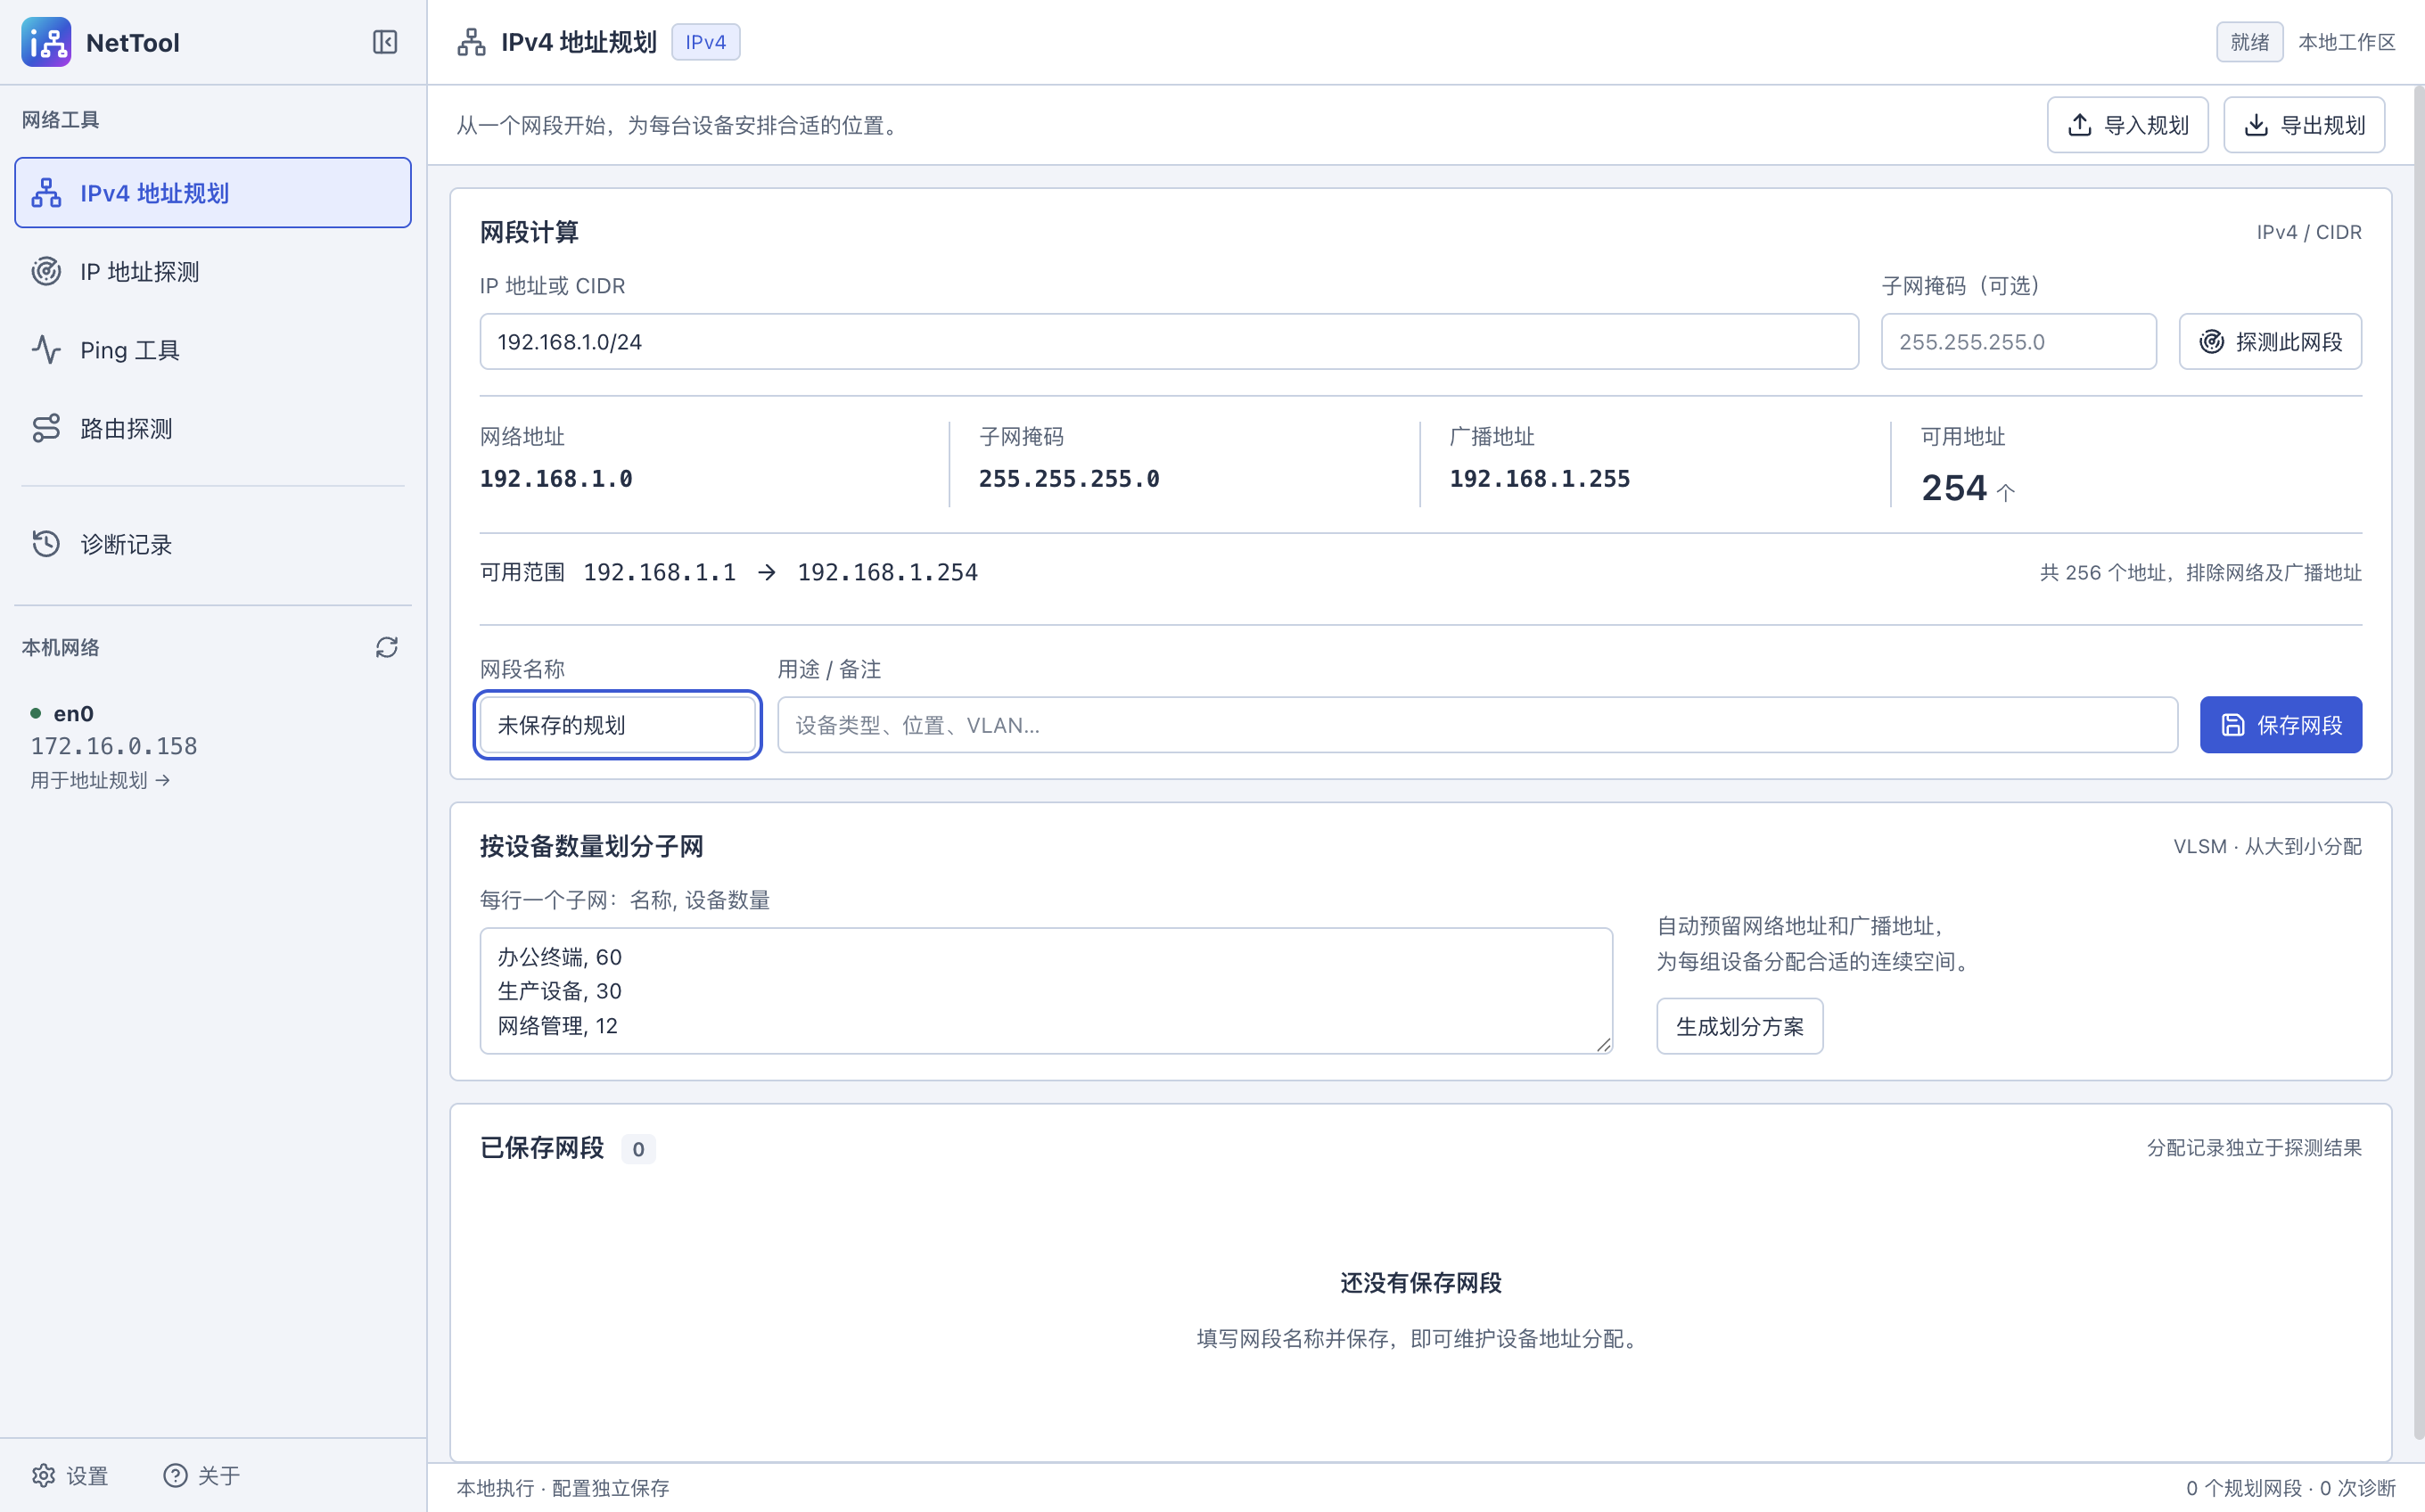 NetTool
网络工具
IPv4 地址规划
IP 地址探测
Ping 工具
路由探测
诊断记录
本机网络
en0
172.16.0.158
用于地址规划 →
设置
关于
IPv4 地址规划
IPv4
就绪
本地工作区
从一个网段开始，为每台设备安排合适的位置。
导入规划
导出规划
网段计算
IPv4 / CIDR
IP 地址或 CIDR
子网掩码（可选）
192.168.1.0/24
255.255.255.0
探测此网段
网络地址
192.168.1.0
子网掩码
255.255.255.0
广播地址
192.168.1.255
可用地址
254 个
可用范围 192.168.1.1 → 192.168.1.254
共 256 个地址，排除网络及广播地址
网段名称
用途 / 备注
未保存的规划
设备类型、位置、VLAN...
保存网段
按设备数量划分子网
VLSM · 从大到小分配
每行一个子网：名称, 设备数量
办公终端, 60
生产设备, 30
网络管理, 12
自动预留网络地址和广播地址，
为每组设备分配合适的连续空间。
生成划分方案
已保存网段 0
分配记录独立于探测结果
还没有保存网段
填写网段名称并保存，即可维护设备地址分配。
本地执行 · 配置独立保存
0 个规划网段 · 0 次诊断